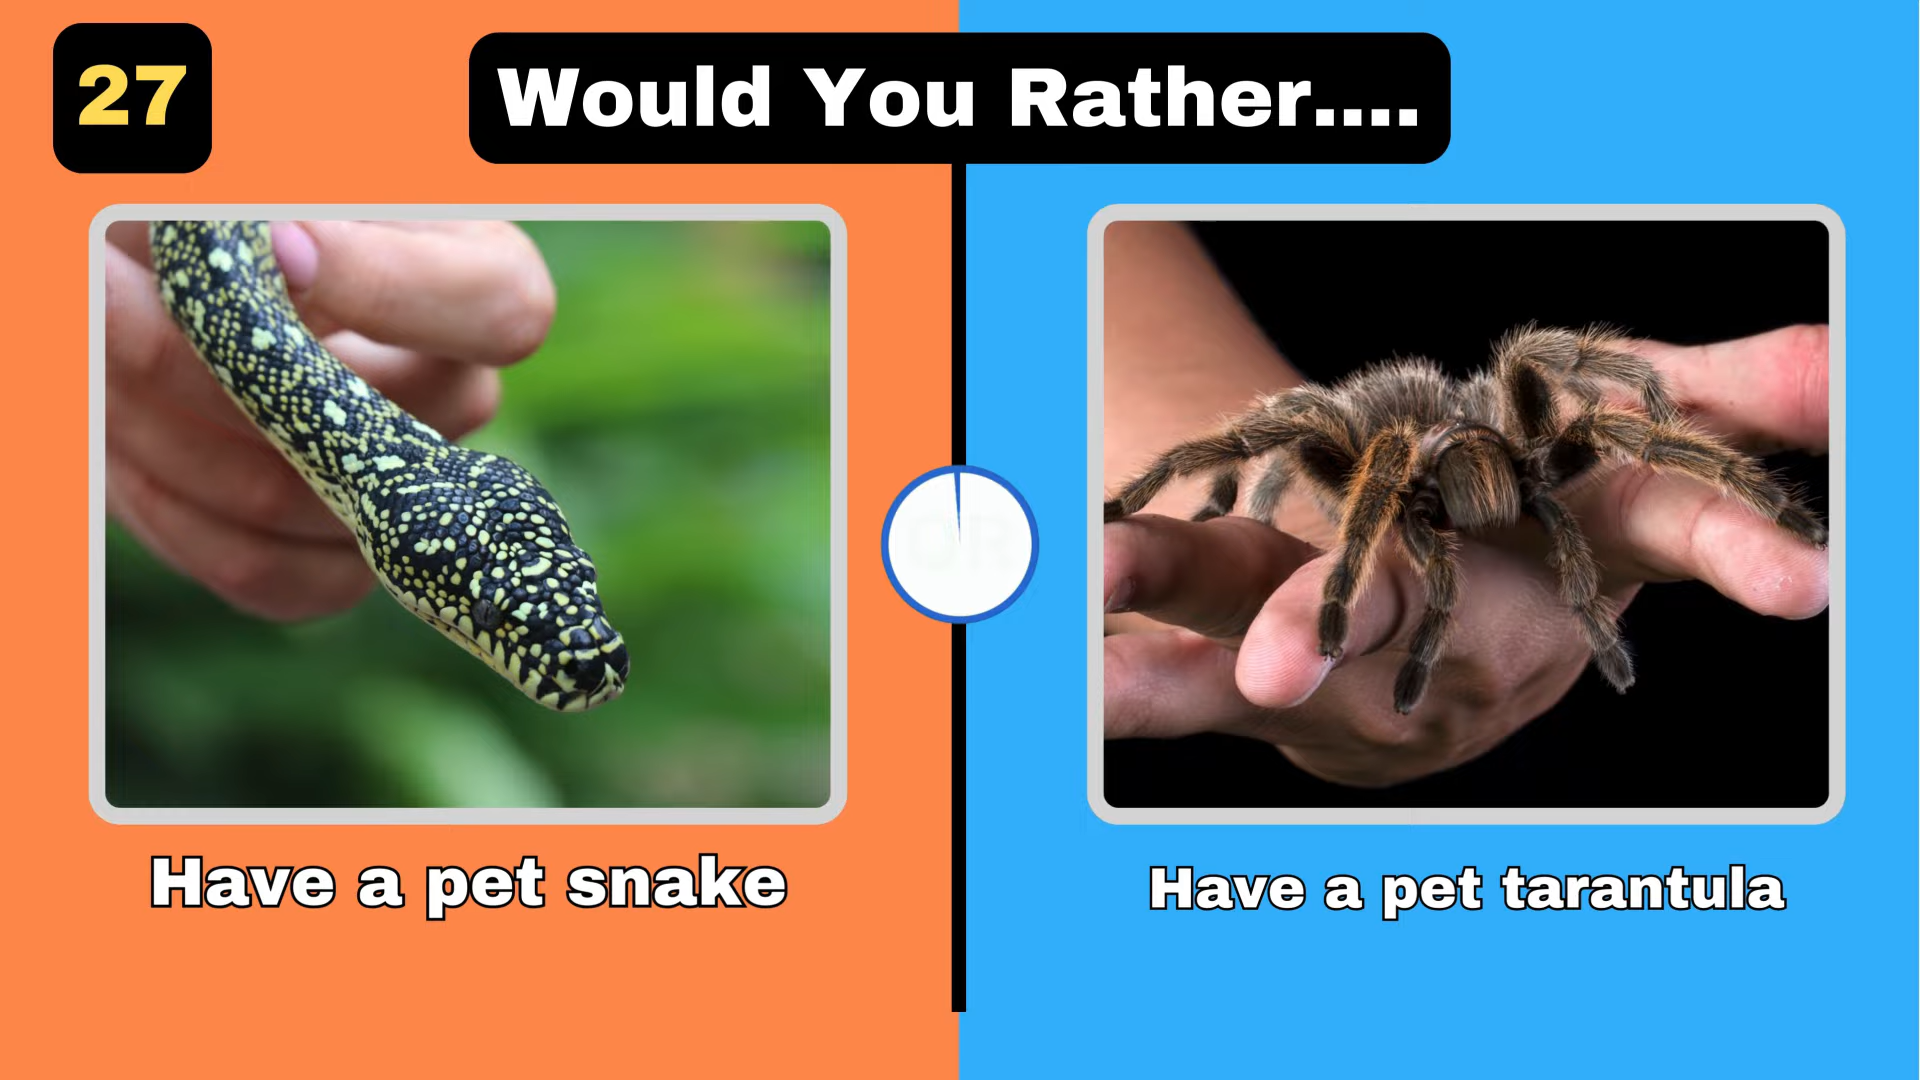 27
Would You Rather....
Have a pet snake
Have a pet tarantula